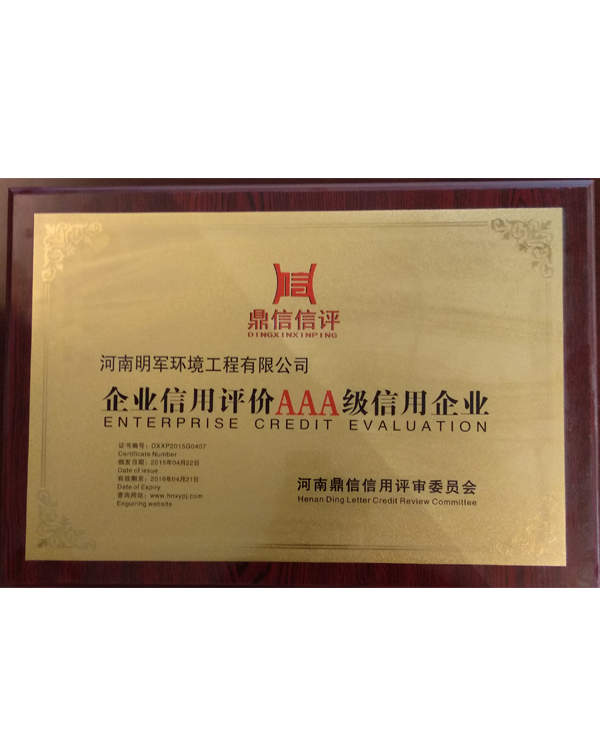 鼎信信评
DINGXINXINPING
河南明军环境工程有限公司
企业信用评价AAA级信用企业
ENTERPRISE CREDIT EVALUATION
证书编号：DXXP2015G0407
Certificate Number
颁发日期：2015年04月22日
Date of issue
有效期至：2016年04月21日
Date of Expiry
查询网站：www.hnxypj.com
Enguiring website
河南鼎信信用评审委员会
Henan Ding Letter Credit Review Committee